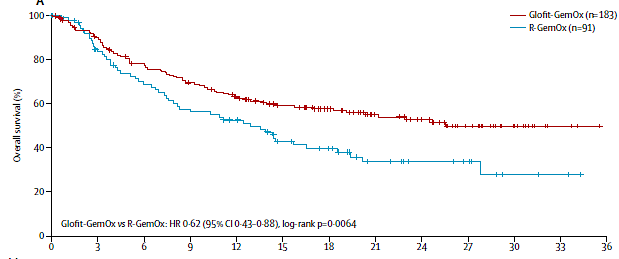 A
100
80
60
40
20
0
Overall survival (%)
Glofit-GemOx (n=183)
R-GemOx (n=91)
Glofit-GemOx vs R-GemOx: HR 0·62 (95% CI 0·43–0·88), log-rank p=0·0064
0 3 6 9 12 15 18 21 24 27 30 33 36